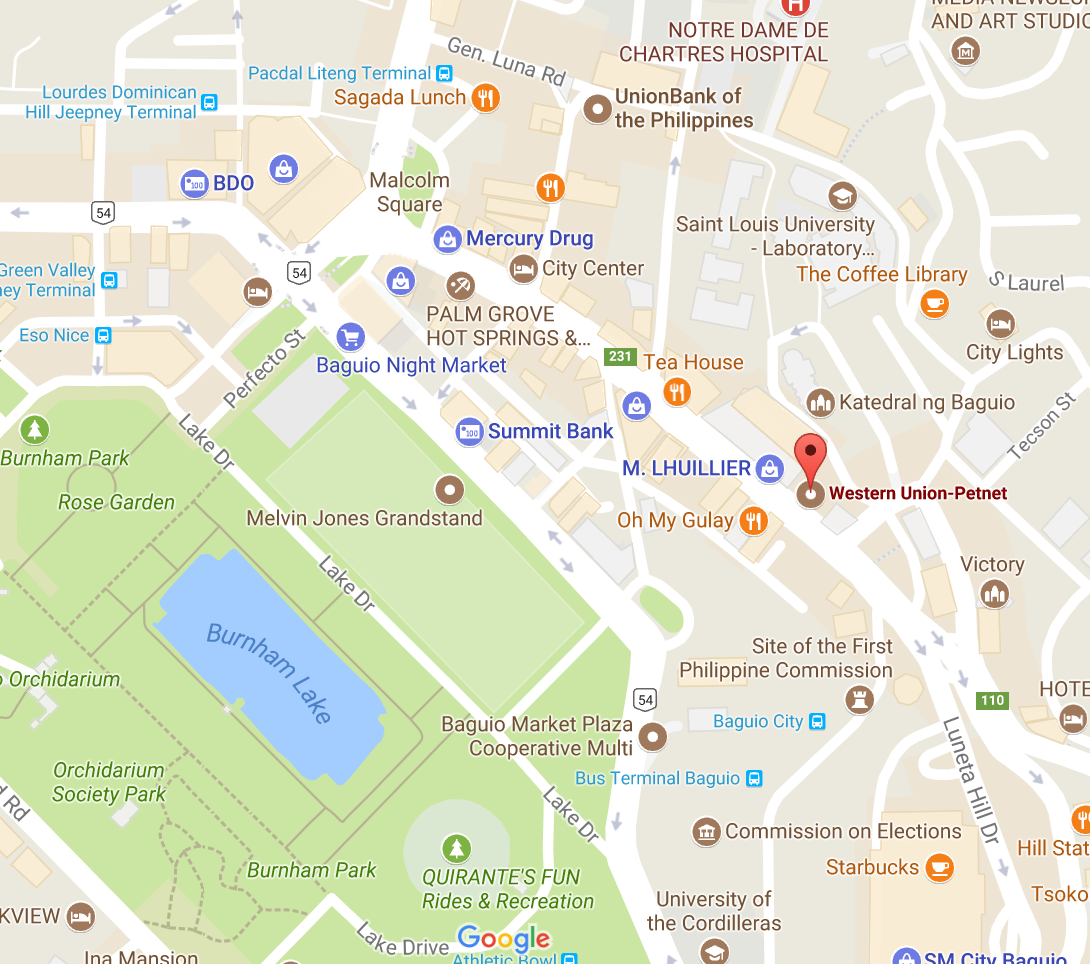 MEDIA NEWSEUM
AND ART STUDIO
NOTRE DAME DE
CHARTRES HOSPITAL
Gen. Luna Rd
Pacdal Liteng Terminal
Sagada Lunch
Lourdes Dominican
Hill Jeepney Terminal
UnionBank of
the Philippines
BDO
Malcolm
Square
54
Mercury Drug
Saint Louis University
- Laboratory...
City Center
The Coffee Library
Green Valley
ney Terminal
54
S Laurel
PALM GROVE
HOT SPRINGS &...
Eso Nice
Perfecto St
Baguio Night Market
231
Tea House
City Lights
Katedral ng Baguio
Tecson St
Lake Dr
Summit Bank
Burnham Park
M. LHUILLIER
Western Union-Petnet
Rose Garden
Melvin Jones Grandstand
Oh My Gulay
Lake Dr
Victory
Burnham Lake
Site of the First
Philippine Commission
Orchidarium
54
110
HOTE
Baguio City
Baguio Market Plaza
Cooperative Multi
Luneta Hill Dr
Bus Terminal Baguio
Orchidarium
Society Park
d Rd
Lake Dr
Commission on Elections
Hill Stat
Starbucks
Burnham Park
QUIRANTE'S FUN
Rides & Recreation
Tsoko
KVIEW
University of
the Cordilleras
Lake Drive
Google
Athletic Bowl
Ina Mansion
SM City Baguio